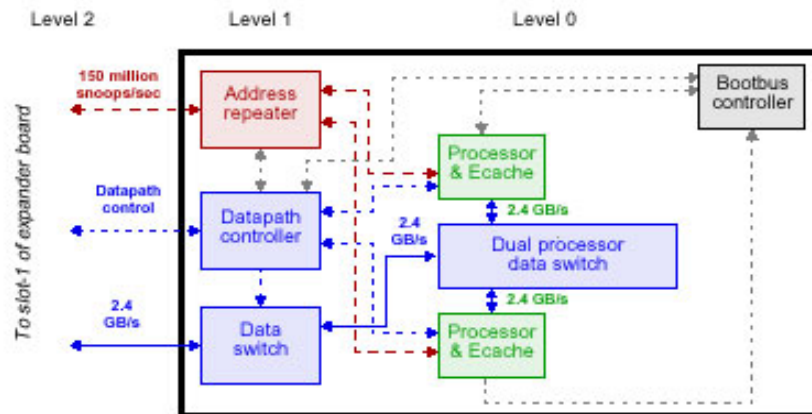 Level 2
Level 1
Level 0
150 million
snoops/sec
Address
repeater
Bootbus
controller
Processor
& Ecache
Datapath
control
Datapath
controller
2.4 GB/s
2.4
GB/s
Dual processor
data switch
2.4 GB/s
2.4
GB/s
Data
switch
Processor
& Ecache
To slot-1 of expander board